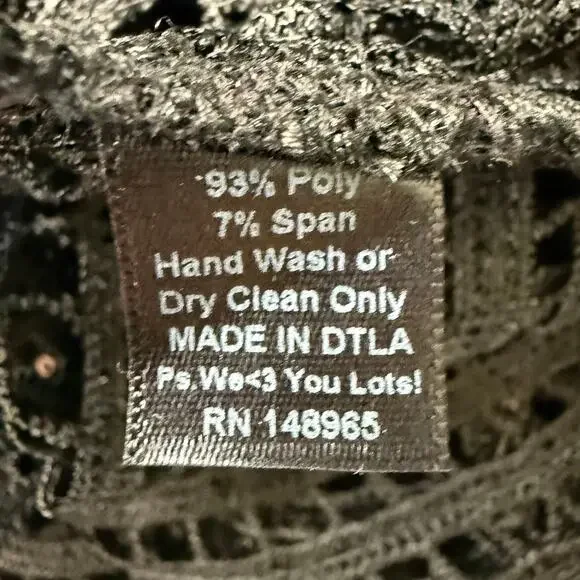 93% Poly
7% Span
Hand Wash or
Dry Clean Only
MADE IN DTLA
Ps.We<3 You Lots!
RN 148965